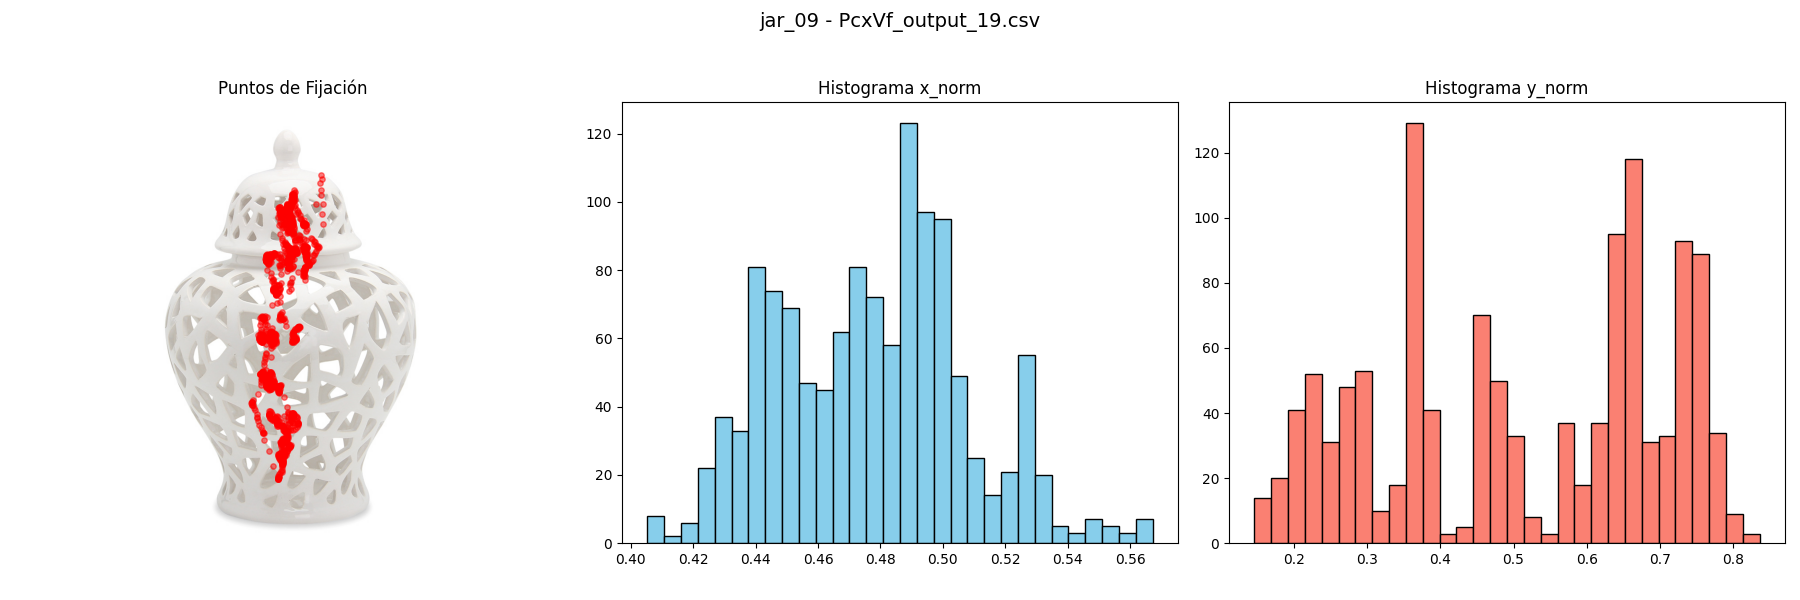 jar_09 - PcxVf_output_19.csv
Puntos de Fijación
Histograma x_norm
120
100
80
60
40
20
0
0.40 0.42 0.44 0.46 0.48 0.50 0.52 0.54 0.56
Histograma y_norm
120
100
80
60
40
20
0
0.2 0.3 0.4 0.5 0.6 0.7 0.8